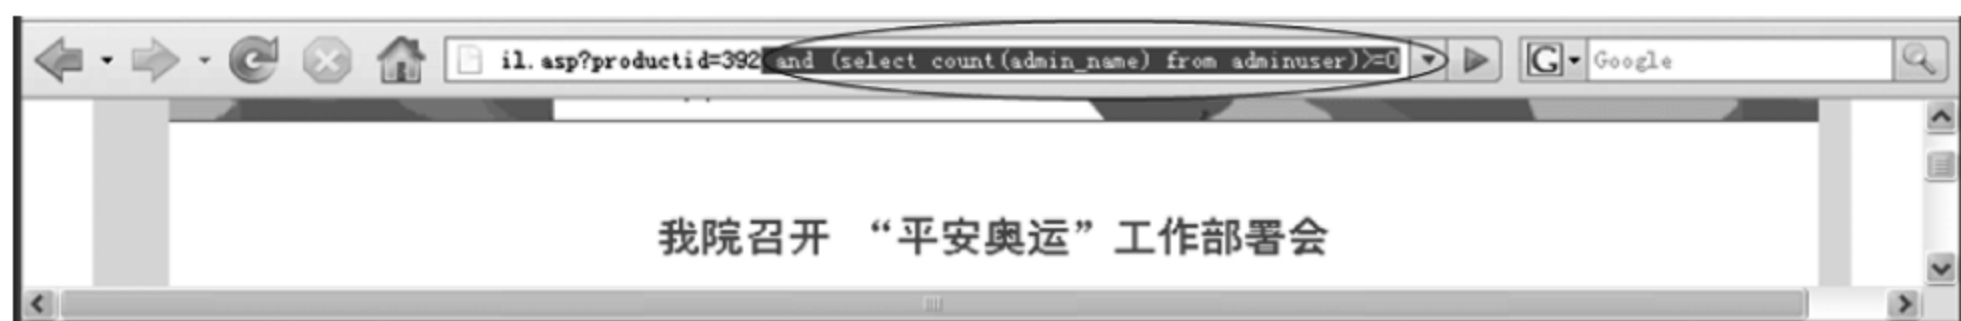 il.asp?productid=392 and (select count(admin_name) from adminuser)>=0
G Google
我院召开 “平安奥运”工作部署会